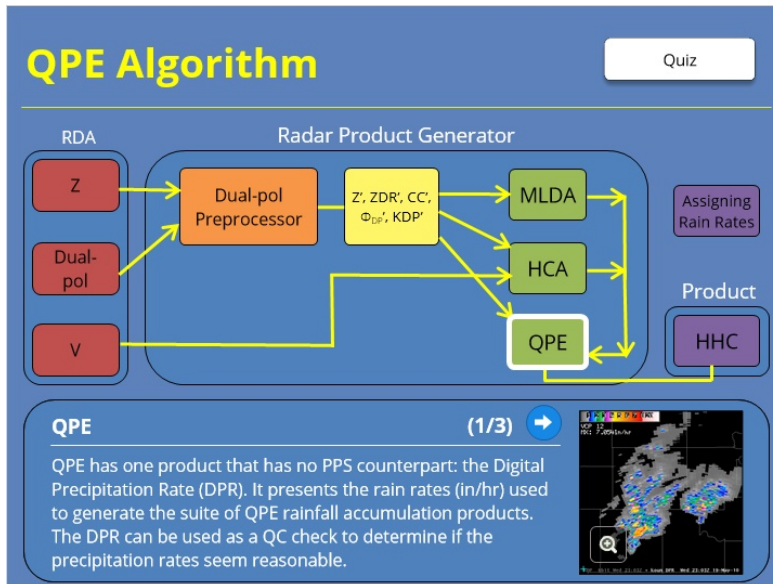 QPE Algorithm
Quiz
RDA
Radar Product Generator
Z
Dual-pol
Preprocessor
Z’, ZDR’, CC’,
ΦDP’, KDP’
MLDA
Assigning
Rain Rates
Dual-
pol
HCA
Product
V
QPE
HHC
QPE
(1/3)
QPE has one product that has no PPS counterpart: the Digital
Precipitation Rate (DPR). It presents the rain rates (in/hr) used
to generate the suite of QPE rainfall accumulation products.
The DPR can be used as a QC check to determine if the
precipitation rates seem reasonable.
VCP 12